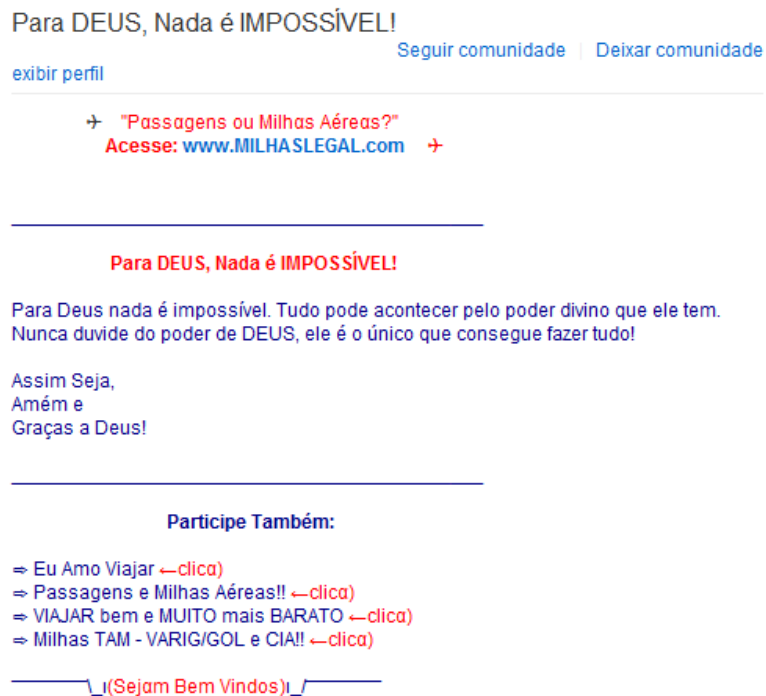 Para DEUS, Nada é IMPOSSÍVEL!
Seguir comunidade | Deixar comunidade
exibir perfil
✈ "Passagens ou Milhas Aéreas?"
Acesse: www.MILHASLEGAL.com ✈
Para DEUS, Nada é IMPOSSÍVEL!
Para Deus nada é impossível. Tudo pode acontecer pelo poder divino que ele tem.
Nunca duvide do poder de DEUS, ele é o único que consegue fazer tudo!
Assim Seja,
Amém e
Graças a Deus!
Participe Também:
⇨ Eu Amo Viajar ←clica)
⇨ Passagens e Milhas Aéreas!! ←clica)
⇨ VIAJAR bem e MUITO mais BARATO ←clica)
⇨ Milhas TAM - VARIG/GOL e CIA!! ←clica)
¯¯¯¯¯¯\_ı(Sejam Bem Vindos)ı_/¯¯¯¯¯¯